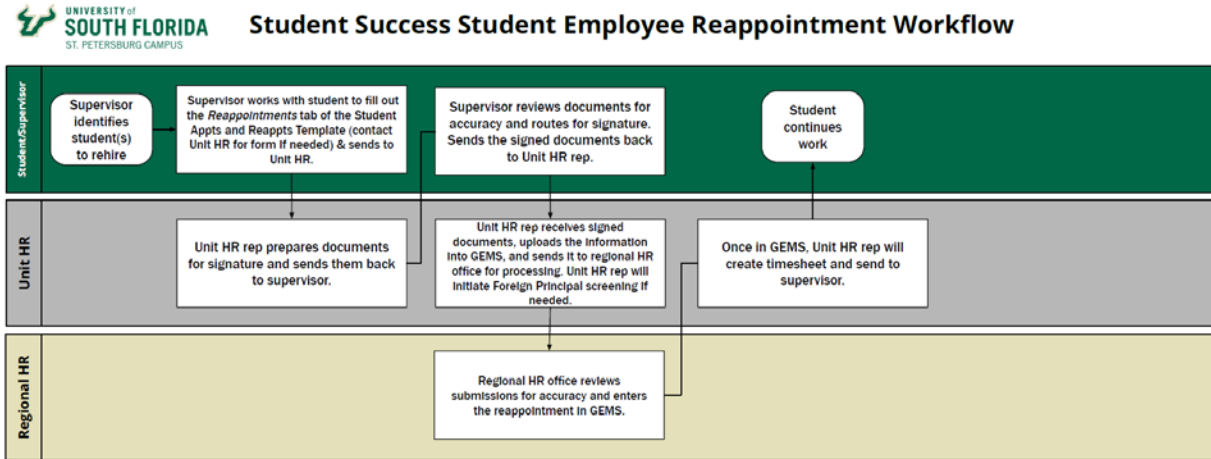 UNIVERSITY of
SOUTH FLORIDA
ST. PETERSBURG CAMPUS
Student Success Student Employee Reappointment Workflow
Student/Supervisor
Supervisor
identifies
student(s)
to rehire
Supervisor works with student to fill out
the Reappointments tab of the Student
Appts and Reappts Template (contact
Unit HR for form if needed) & sends to
Unit HR.
Supervisor reviews documents for
accuracy and routes for signature.
Sends the signed documents back
to Unit HR rep.
Student
continues
work
Unit HR
Unit HR rep prepares documents
for signature and sends them back
to supervisor.
Unit HR rep receives signed
documents, uploads the information
into GEMS, and sends it to regional HR
office for processing. Unit HR rep will
initiate Foreign Principal screening if
needed.
Once in GEMS, Unit HR rep will
create timesheet and send to
supervisor.
Regional HR
Regional HR office reviews
submissions for accuracy and enters
the reappointment in GEMS.